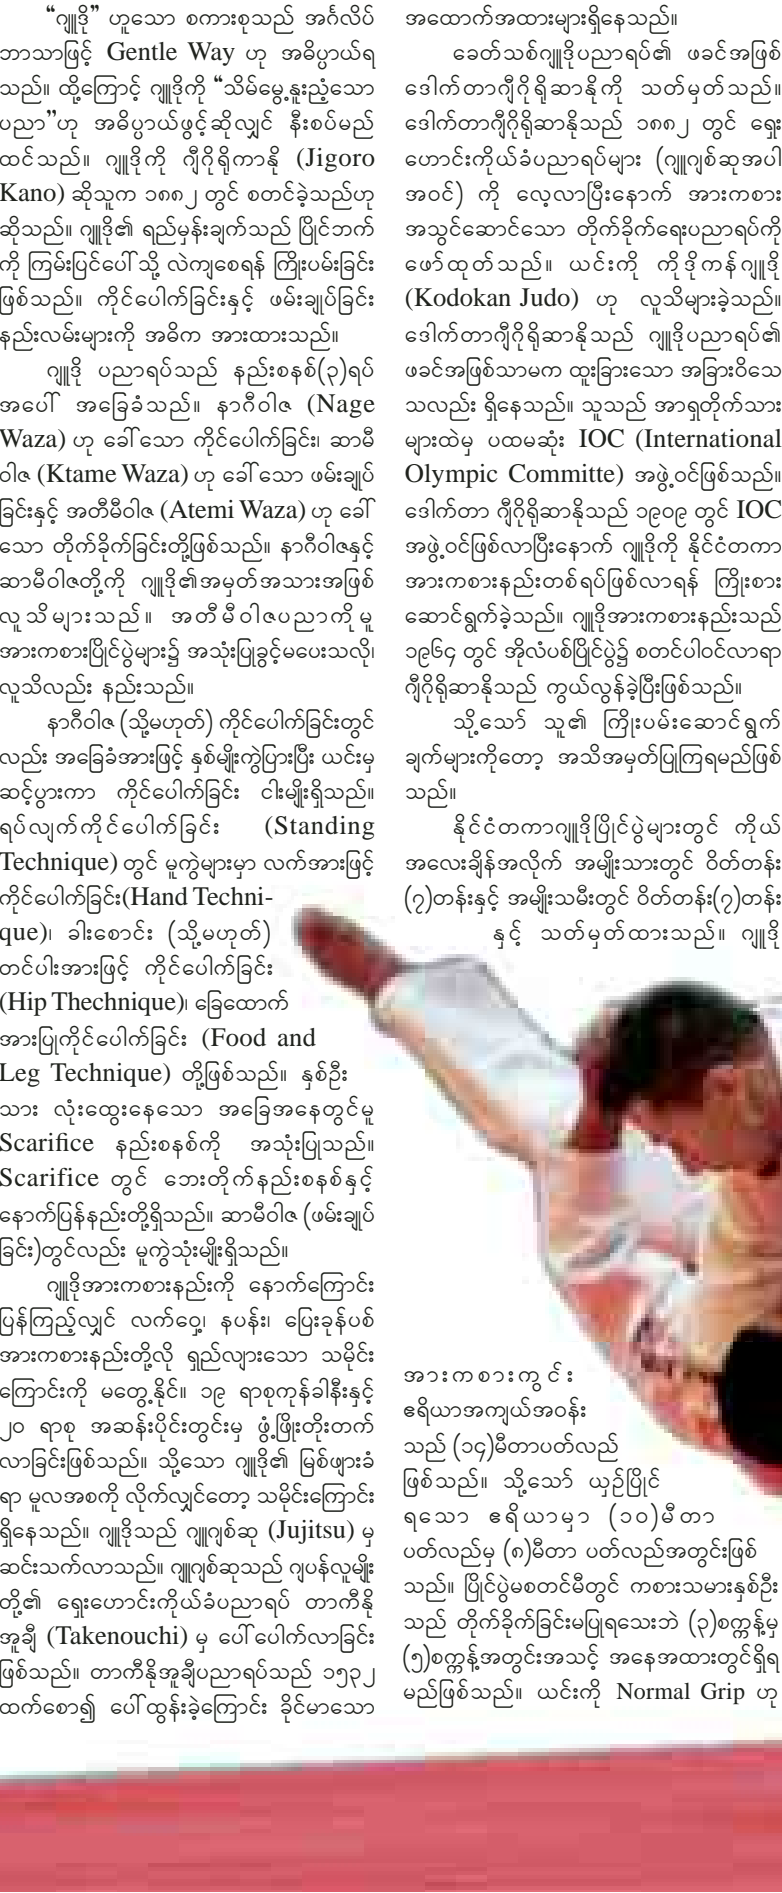 “ဂျူဒို” ဟူသော စကားစုသည် အင်္ဂလိပ်
ဘာသာဖြင့် Gentle Way ဟု အဓိပ္ပာယ်ရ
သည်။ ထို့ကြောင့် ဂျူဒိုကို “သိမ်မွေ့နူးညံ့သော
ပညာ”ဟု အဓိပ္ပာယ်ဖွင့်ဆိုလျှင် နီးစပ်မည်
ထင်သည်။ ဂျူဒိုကို ဂျီဂိုရိုကာနို (Jigoro
Kano) ဆိုသူက ၁၈၈၂ တွင် စတင်ခဲ့သည်ဟု
ဆိုသည်။ ဂျူဒို၏ ရည်မှန်းချက်သည် ပြိုင်ဘက်
ကို ကြမ်းပြင်ပေါ်သို့ လဲကျစေရန် ကြိုးပမ်းခြင်း
ဖြစ်သည်။ ကိုင်ပေါက်ခြင်းနှင့် ဖမ်းချုပ်ခြင်း
နည်းလမ်းများကို အဓိက အားထားသည်။
ဂျူဒို ပညာရပ်သည် နည်းစနစ်(၃)ရပ်
အပေါ် အခြေခံသည်။ နာဂီဝါဇ (Nage
Waza) ဟု ခေါ်သော ကိုင်ပေါက်ခြင်း၊ ဆာမီ
ဝါဇ (Ktame Waza) ဟု ခေါ်သော ဖမ်းချုပ်
ခြင်းနှင့် အတီမီဝါဇ (Atemi Waza) ဟု ခေါ်
သော တိုက်ခိုက်ခြင်းတို့ဖြစ်သည်။ နာဂီဝါဇနှင့်
ဆာမီဝါဇတို့ကို ဂျူဒို၏အမှတ်အသားအဖြစ်
လူသိများသည်။ အတီမီဝါဇပညာကိုမူ
အားကစားပြိုင်ပွဲများ၌ အသုံးပြုခွင့်မပေးသလို၊
လူသိလည်း နည်းသည်။
နာဂီဝါဇ (သို့မဟုတ်) ကိုင်ပေါက်ခြင်းတွင်
လည်း အခြေခံအားဖြင့် နှစ်မျိုးကွဲပြားပြီး ယင်းမှ
ဆင့်ပွားကာ ကိုင်ပေါက်ခြင်း ငါးမျိုးရှိသည်။
ရပ်လျက်ကိုင်ပေါက်ခြင်း (Standing
Technique) တွင် မူကွဲများမှာ လက်အားဖြင့်
ကိုင်ပေါက်ခြင်း(Hand Techni-
que)၊ ခါးစောင်း (သို့မဟုတ်)
တင်ပါးအားဖြင့် ကိုင်ပေါက်ခြင်း
(Hip Thechnique)၊ ခြေထောက်
အားပြုကိုင်ပေါက်ခြင်း (Food and
Leg Technique) တို့ဖြစ်သည်။ နှစ်ဦး
သား လုံးထွေးနေသော အခြေအနေတွင်မူ
Scarifice နည်းစနစ်ကို အသုံးပြုသည်။
Scarifice တွင် ဘေးတိုက်နည်းစနစ်နှင့်
နောက်ပြန်နည်းတို့ရှိသည်။ ဆာမီဝါဇ (ဖမ်းချုပ်
ခြင်း)တွင်လည်း မူကွဲသုံးမျိုးရှိသည်။
ဂျူဒိုအားကစားနည်းကို နောက်ကြောင်း
ပြန်ကြည့်လျှင် လက်ဝှေ့၊ နပန်း၊ ပြေးခုန်ပစ်
အားကစားနည်းတို့လို ရှည်လျားသော သမိုင်း
ကြောင်းကို မတွေ့နိုင်။ ၁၉ ရာစုကုန်ခါနီးနှင့်
၂၀ ရာစု အဆန်းပိုင်းတွင်းမှ ဖွံ့ဖြိုးတိုးတက်
လာခြင်းဖြစ်သည်။ သို့သော ဂျူဒို၏ မြစ်ဖျားခံ
ရာ မူလအစကို လိုက်လျှင်တော့ သမိုင်းကြောင်း
ရှိနေသည်။ ဂျူဒိုသည် ဂျူဂျစ်ဆု (Jujitsu) မှ
ဆင်းသက်လာသည်။ ဂျူဂျစ်ဆုသည် ဂျပန်လူမျိုး
တို့၏ ရှေးဟောင်းကိုယ်ခံပညာရပ် တာကီနို
အူချီ (Takenouchi) မှ ပေါ်ပေါက်လာခြင်း
ဖြစ်သည်။ တာကီနိုအူချီပညာရပ်သည် ၁၅၃၂
ထက်စော၍ ပေါ်ထွန်းခဲ့ကြောင်း ခိုင်မာသော
အထောက်အထားများရှိနေသည်။
ခေတ်သစ်ဂျူဒိုပညာရပ်၏ ဖခင်အဖြစ်
ဒေါက်တာဂျီဂိုရိုဆာနိုကို သတ်မှတ်သည်။
ဒေါက်တာဂျီဂိုရိုဆာနိုသည် ၁၈၈၂ တွင် ရှေး
ဟောင်းကိုယ်ခံပညာရပ်များ (ဂျူဂျစ်ဆုအပါ
အဝင်) ကို လေ့လာပြီးနောက် အားကစား
အသွင်ဆောင်သော တိုက်ခိုက်ရေးပညာရပ်ကို
ဖော်ထုတ်သည်။ ယင်းကို ကိုဒိုကန်ဂျူဒို
(Kodokan Judo) ဟု လူသိများခဲ့သည်။
ဒေါက်တာဂျီဂိုရိုဆာနိုသည် ဂျူဒိုပညာရပ်၏
ဖခင်အဖြစ်သာမက ထူးခြားသော အခြားဝိသေ
သလည်း ရှိနေသည်။ သူသည် အာရှတိုက်သား
များထဲမှ ပထမဆုံး IOC (International
Olympic Committe) အဖွဲ့ဝင်ဖြစ်သည်။
ဒေါက်တာ ဂျီဂိုရိုဆာနိုသည် ၁၉၀၉ တွင် IOC
အဖွဲ့ဝင်ဖြစ်လာပြီးနောက် ဂျူဒိုကို နိုင်ငံတကာ
အားကစားနည်းတစ်ရပ်ဖြစ်လာရန် ကြိုးစား
ဆောင်ရွက်ခဲ့သည်။ ဂျူဒိုအားကစားနည်းသည်
၁၉၆၄ တွင် အိုလံပစ်ပြိုင်ပွဲ၌ စတင်ပါဝင်လာရာ
ဂျီဂိုရိုဆာနိုသည် ကွယ်လွန်ခဲ့ပြီးဖြစ်သည်။
သို့သော် သူ၏ ကြိုးပမ်းဆောင်ရွက်
ချက်များကိုတော့ အသိအမှတ်ပြုကြရမည်ဖြစ်
သည်။
နိုင်ငံတကာဂျူဒိုပြိုင်ပွဲများတွင် ကိုယ်
အလေးချိန်အလိုက် အမျိုးသားတွင် ဝိတ်တန်း
(၇)တန်းနှင့် အမျိုးသမီးတွင် ဝိတ်တန်း(၇)တန်း
နှင့် သတ်မှတ်ထားသည်။ ဂျူဒို
အားကစားကွင်း
ဧရိယာအကျယ်အဝန်း
သည် (၁၄)မီတာပတ်လည်
ဖြစ်သည်။ သို့သော် ယှဉ်ပြိုင်
ရသော ဧရိယာမှာ (၁၀)မီတာ
ပတ်လည်မှ (၈)မီတာ ပတ်လည်အတွင်းဖြစ်
သည်။ ပြိုင်ပွဲမစတင်မီတွင် ကစားသမားနှစ်ဦး
သည် တိုက်ခိုက်ခြင်းမပြုရသေးဘဲ (၃)စက္ကန့်မှ
(၅)စက္ကန့်အတွင်းအသင့် အနေအထားတွင်ရှိရ
မည်ဖြစ်သည်။ ယင်းကို Normal Grip ဟု